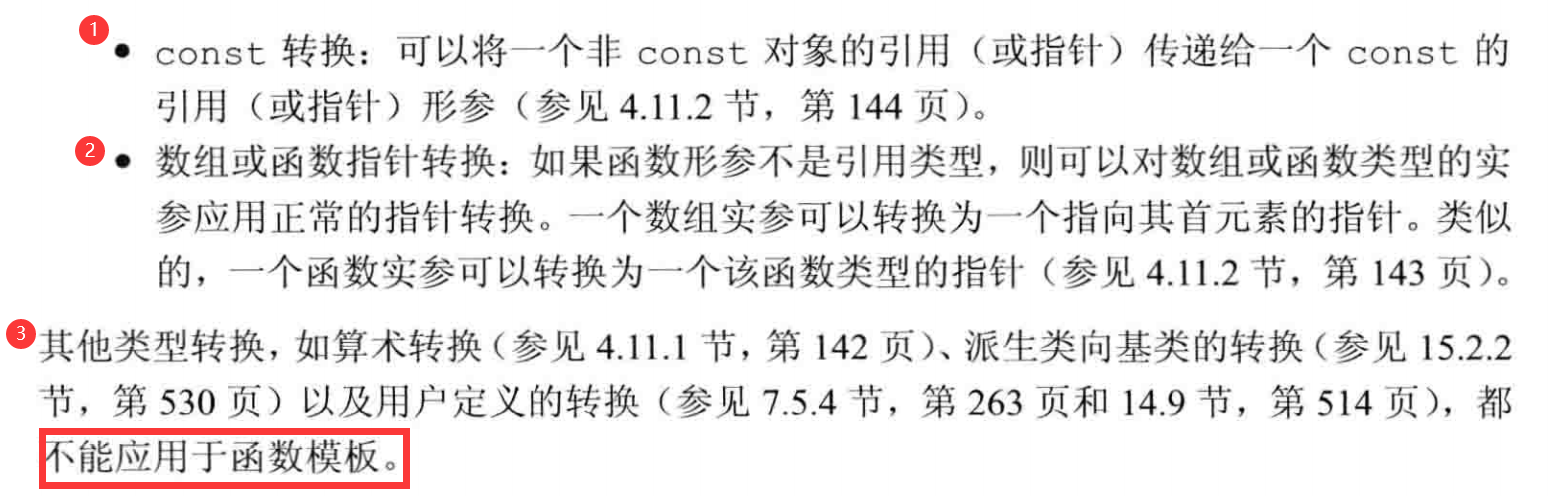 1
• const 转换：可以将一个非 const 对象的引用（或指针）传递给一个 const 的
引用（或指针）形参（参见 4.11.2 节，第 144 页）。
2
• 数组或函数指针转换：如果函数形参不是引用类型，则可以对数组或函数类型的实
参应用正常的指针转换。一个数组实参可以转换为一个指向其首元素的指针。类似
的，一个函数实参可以转换为一个该函数类型的指针（参见 4.11.2 节，第 143 页）。
3
其他类型转换，如算术转换（参见 4.11.1 节，第 142 页）、派生类向基类的转换（参见 15.2.2
节，第 530 页）以及用户定义的转换（参见 7.5.4 节，第 263 页和 14.9 节，第 514 页），都
不能应用于函数模板。